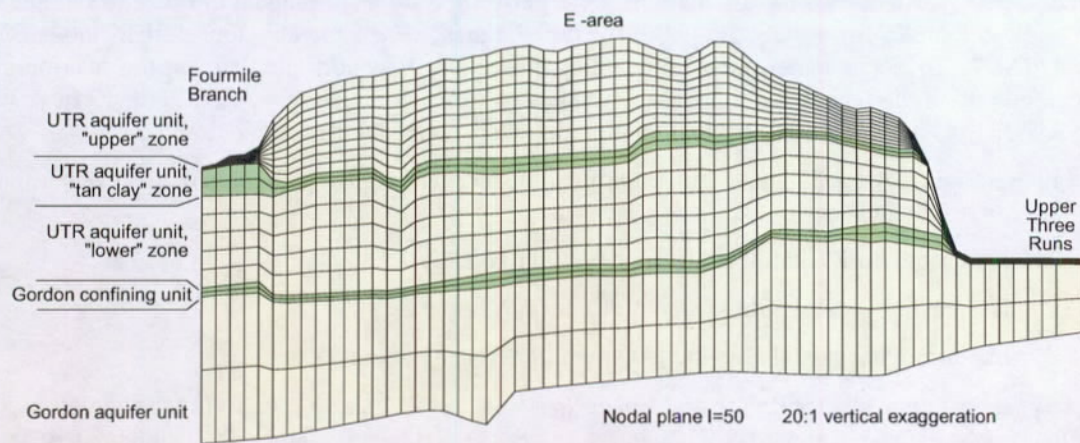 E -area
Fourmile
Branch
UTR aquifer unit,
"upper" zone
UTR aquifer unit,
"tan clay" zone
UTR aquifer unit,
"lower" zone
Upper
Three
Runs
Gordon confining unit
Gordon aquifer unit
Nodal plane I=50 20:1 vertical exaggeration